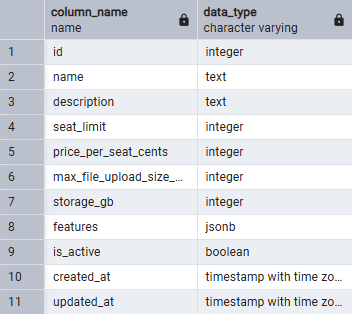 column_name data_type
name character varying
1 id integer
2 name text
3 description text
4 seat_limit integer
5 price_per_seat_cents integer
6 max_file_upload_size_... integer
7 storage_gb integer
8 features jsonb
9 is_active boolean
10 created_at timestamp with time zo...
11 updated_at timestamp with time zo...